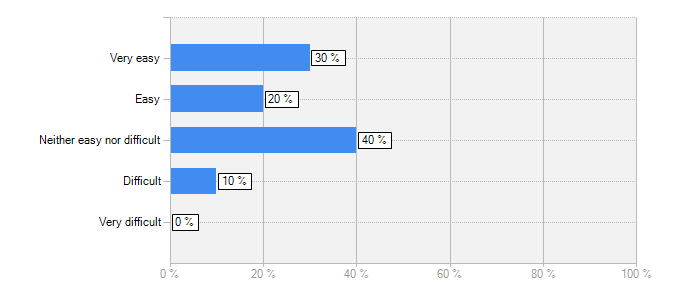 Very easy 30 %
Easy 20 %
Neither easy nor difficult 40 %
Difficult 10 %
Very difficult 0 %
0 % 20 % 40 % 60 % 80 % 100 %